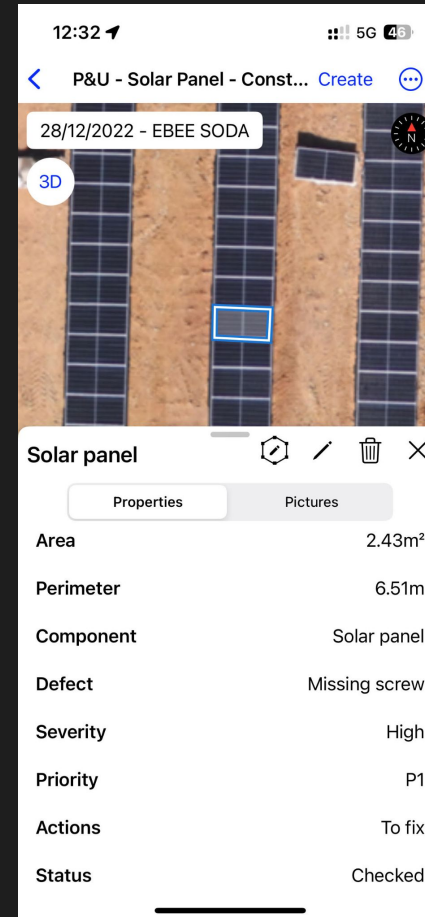 12:32
5G 46
P&U - Solar Panel - Const... Create
28/12/2022 - EBEE SODA
N
3D
Solar panel
Properties Pictures
Area 2.43m²
Perimeter 6.51m
Component Solar panel
Defect Missing screw
Severity High
Priority P1
Actions To fix
Status Checked